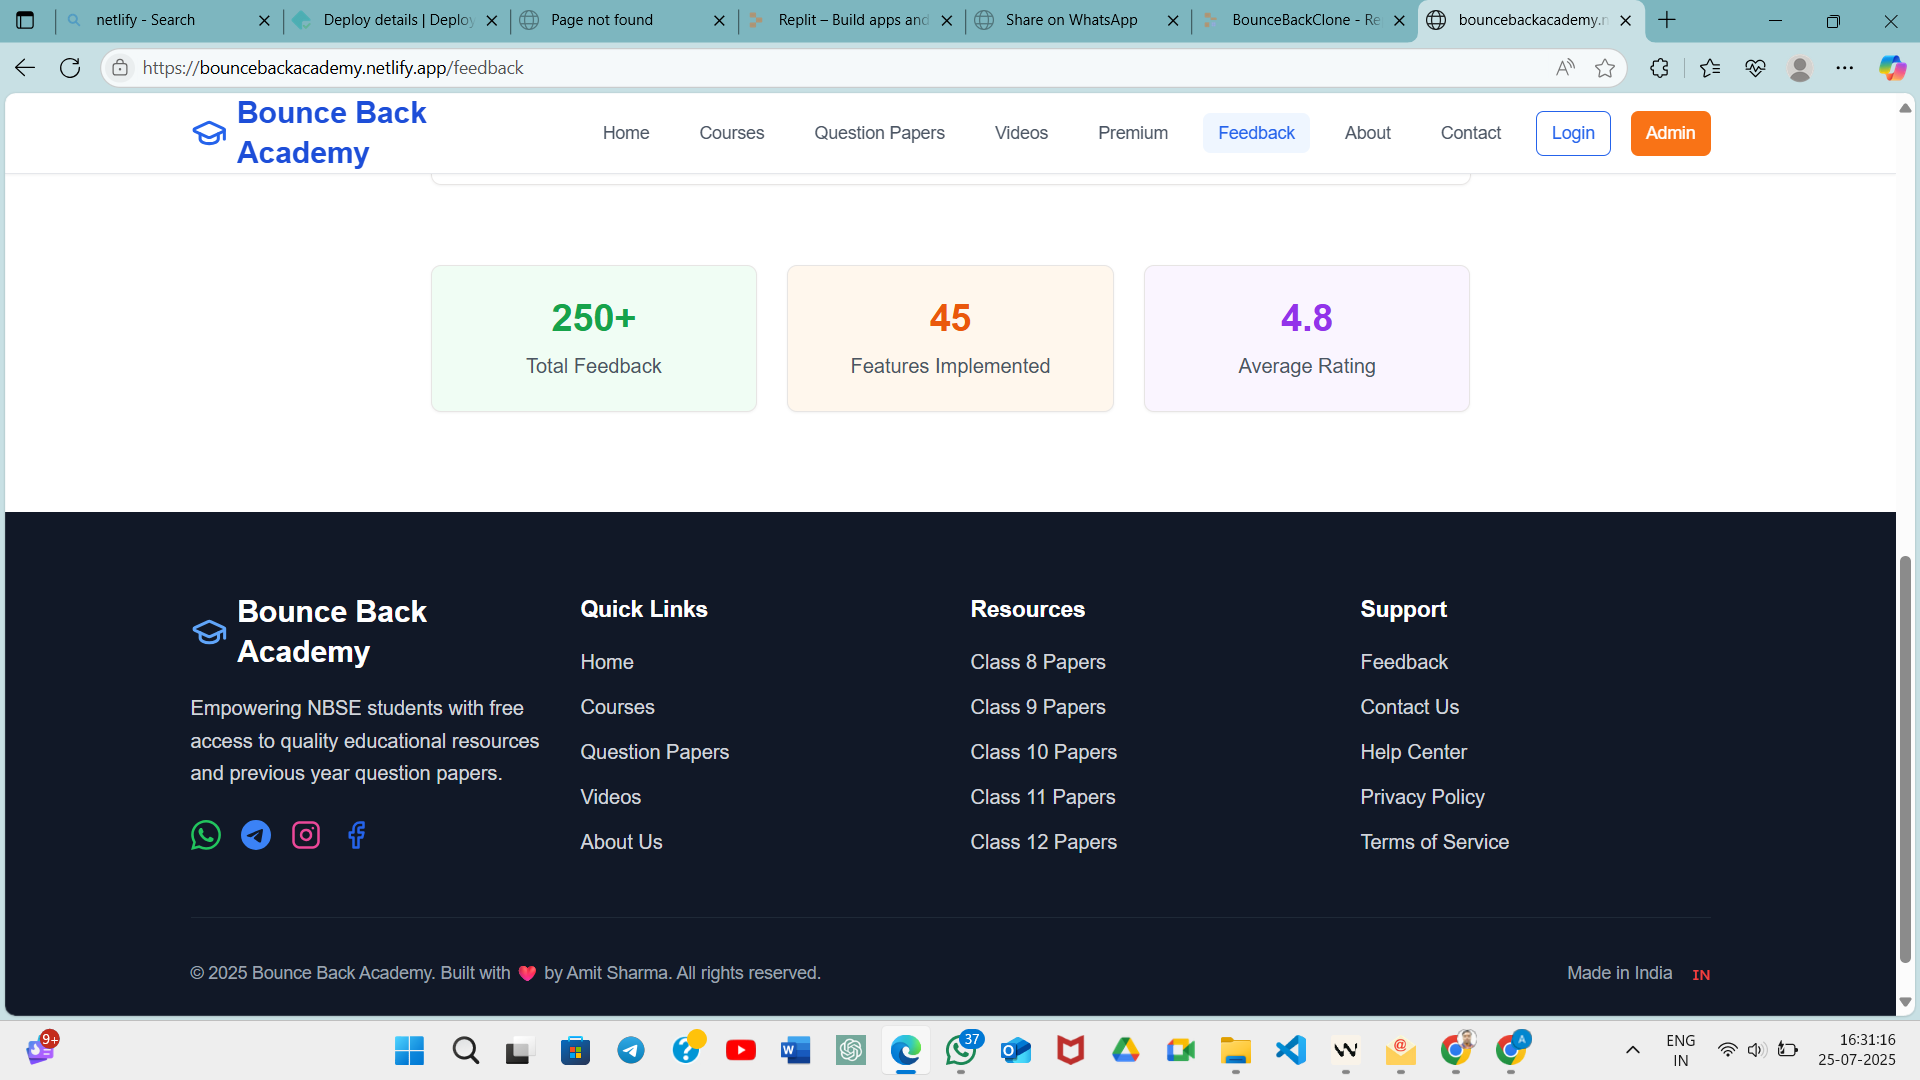 netlify - Search
Deploy details | Deploy
Page not found
Replit – Build apps and
Share on WhatsApp
BounceBackClone - Re
bouncebackacademy.n
https://bouncebackacademy.netlify.app/feedback
Bounce Back
Academy
Home
Courses
Question Papers
Videos
Premium
Feedback
About
Contact
Login
Admin
250+
Total Feedback
45
Features Implemented
4.8
Average Rating
Bounce Back
Academy
Empowering NBSE students with free
access to quality educational resources
and previous year question papers.
Quick Links
Home
Courses
Question Papers
Videos
About Us
Resources
Class 8 Papers
Class 9 Papers
Class 10 Papers
Class 11 Papers
Class 12 Papers
Support
Feedback
Contact Us
Help Center
Privacy Policy
Terms of Service
© 2025 Bounce Back Academy. Built with ❤️ by Amit Sharma. All rights reserved.
Made in India IN
9+
37
A
ENG
IN
16:31:16
25-07-2025